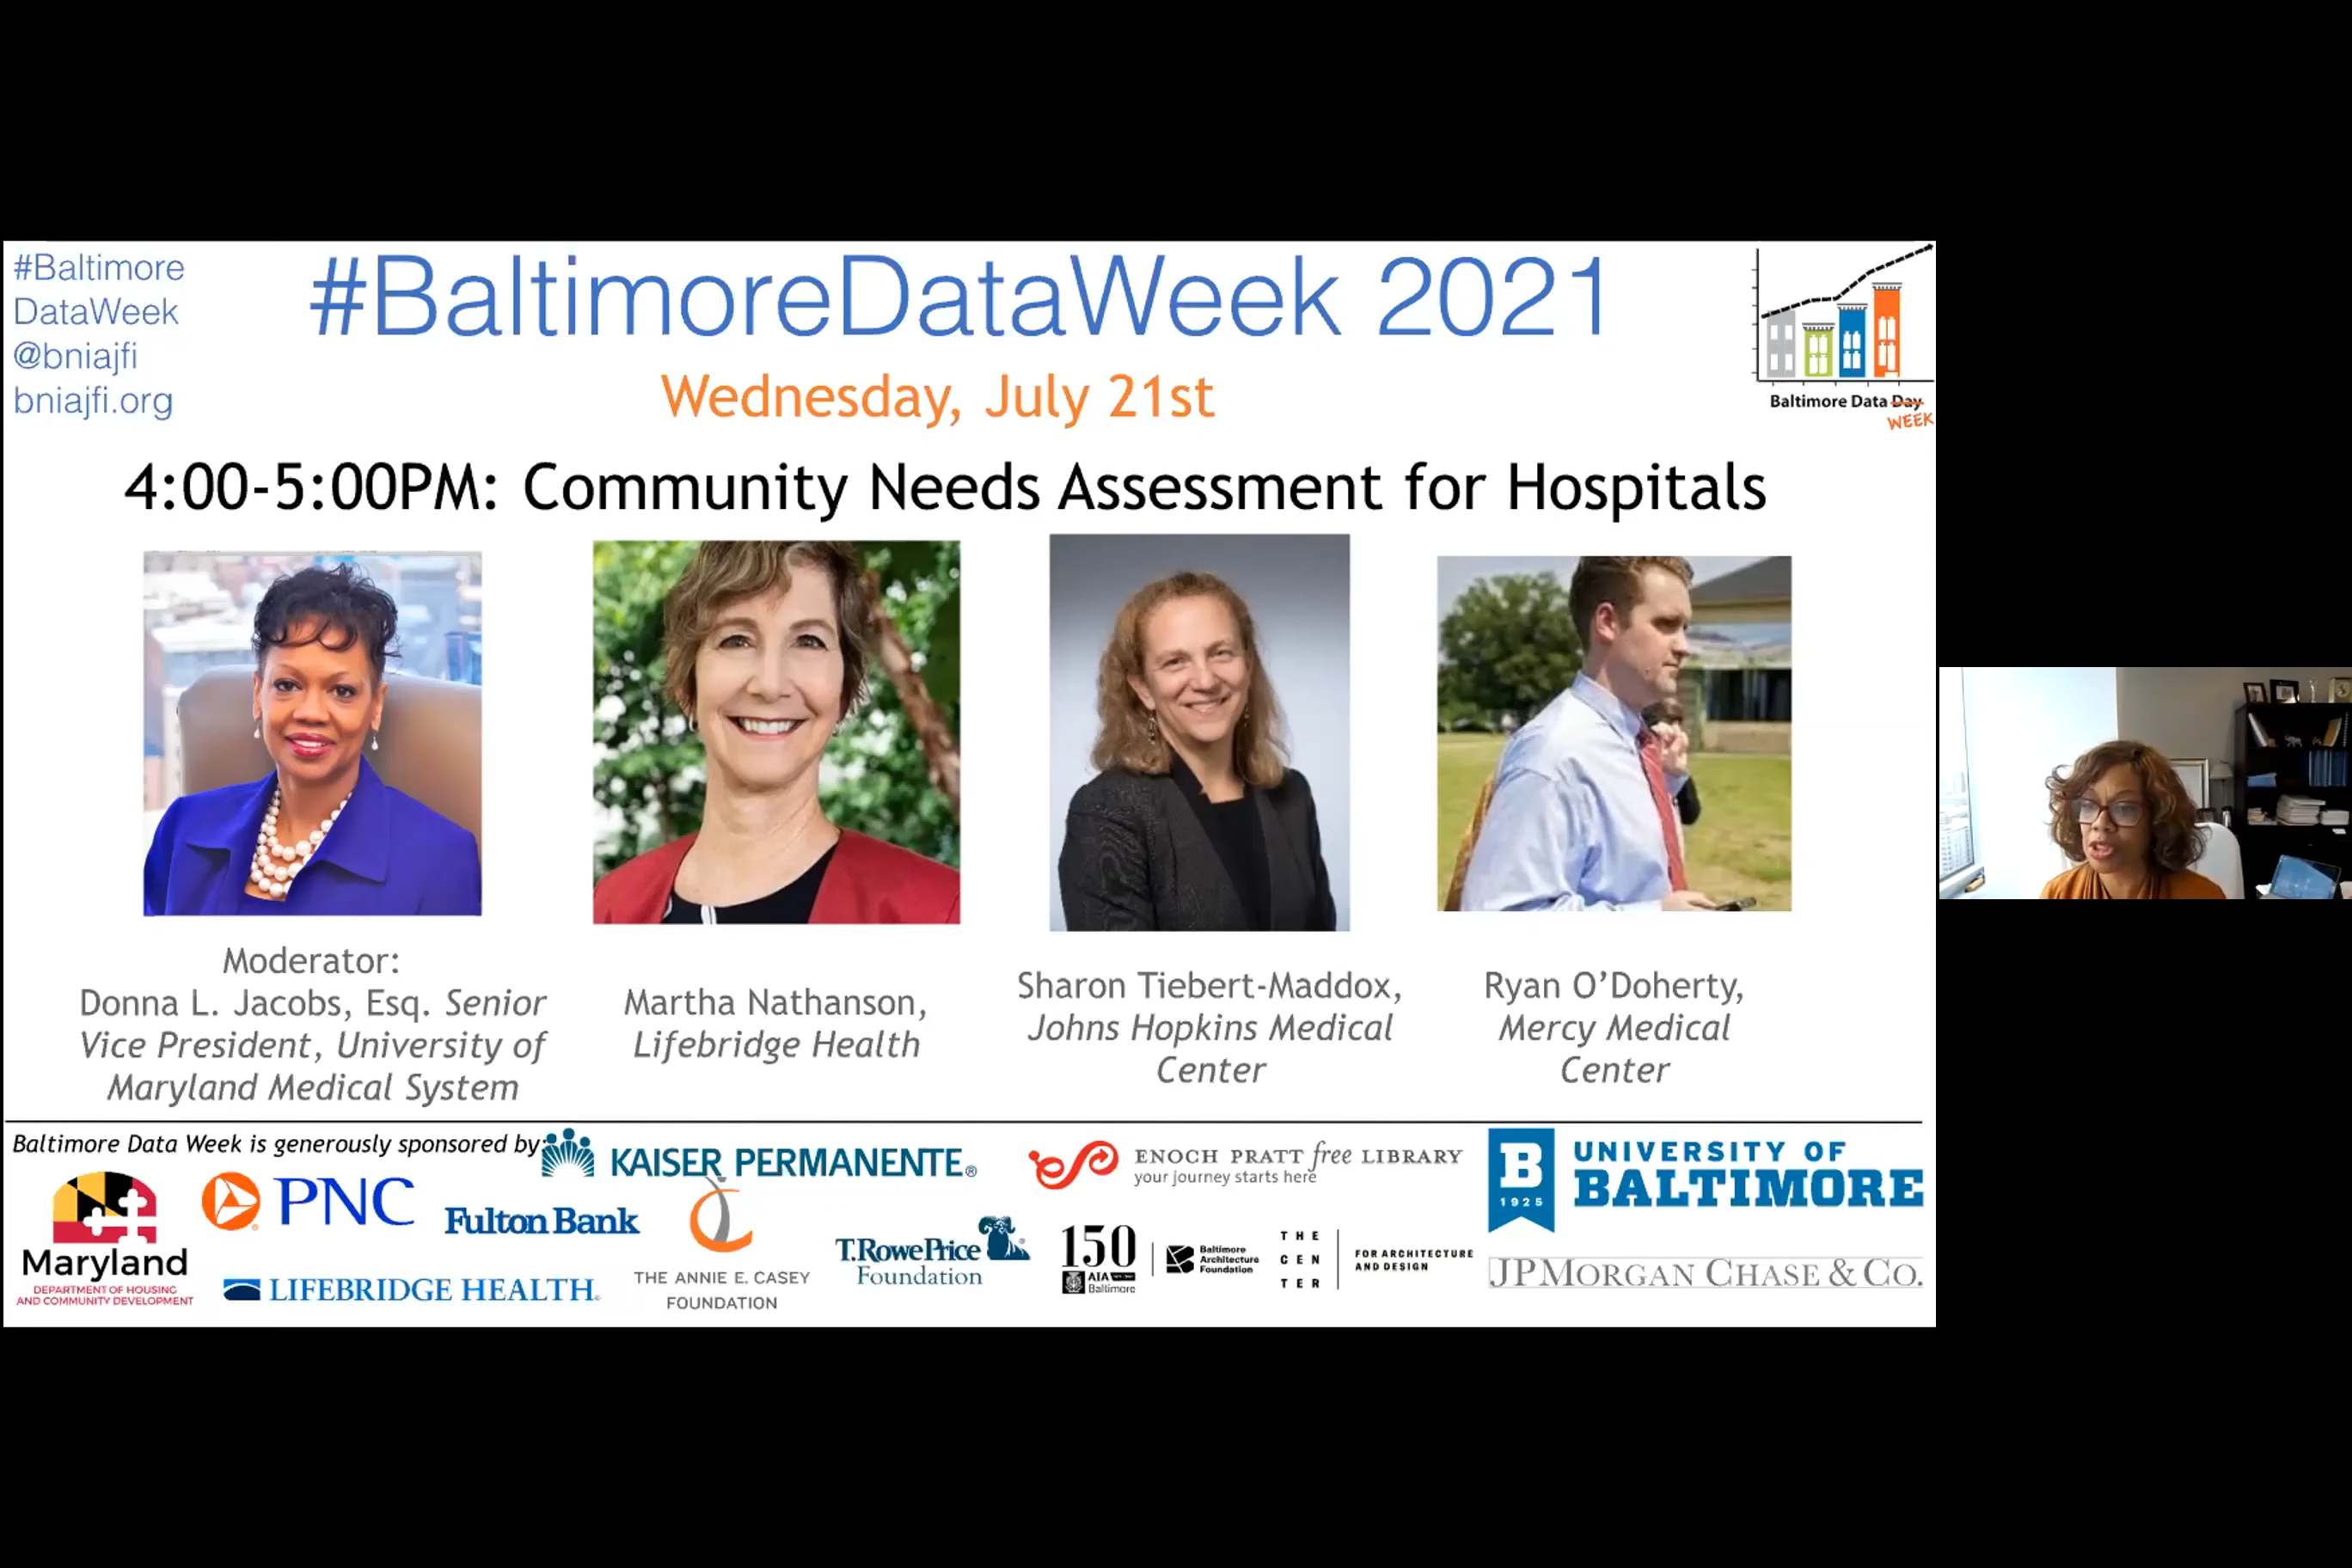 #Baltimore
DataWeek
@bniajfi
bniajfi.org
#BaltimoreDataWeek 2021
Wednesday, July 21st
Baltimore Data Day
WEEK
4:00-5:00PM: Community Needs Assessment for Hospitals
Moderator:
Donna L. Jacobs, Esq. Senior
Vice President, University of
Maryland Medical System
Martha Nathanson,
Lifebridge Health
Sharon Tiebert-Maddox,
Johns Hopkins Medical
Center
Ryan O’Doherty,
Mercy Medical
Center
Baltimore Data Week is generously sponsored by:
KAISER PERMANENTE®
ENOCH PRATT free LIBRARY
your journey starts here
B
1925
UNIVERSITY OF
BALTIMORE
Maryland
DEPARTMENT OF HOUSING
AND COMMUNITY DEVELOPMENT
PNC
Fulton Bank
LIFEBRIDGE HEALTH
THE ANNIE E. CASEY
FOUNDATION
T.RowePrice
Foundation
150
AIA
Baltimore
Baltimore
Architecture
Foundation
THE
CEN
TER
FOR ARCHITECTURE
AND DESIGN
JPMORGAN CHASE & CO.